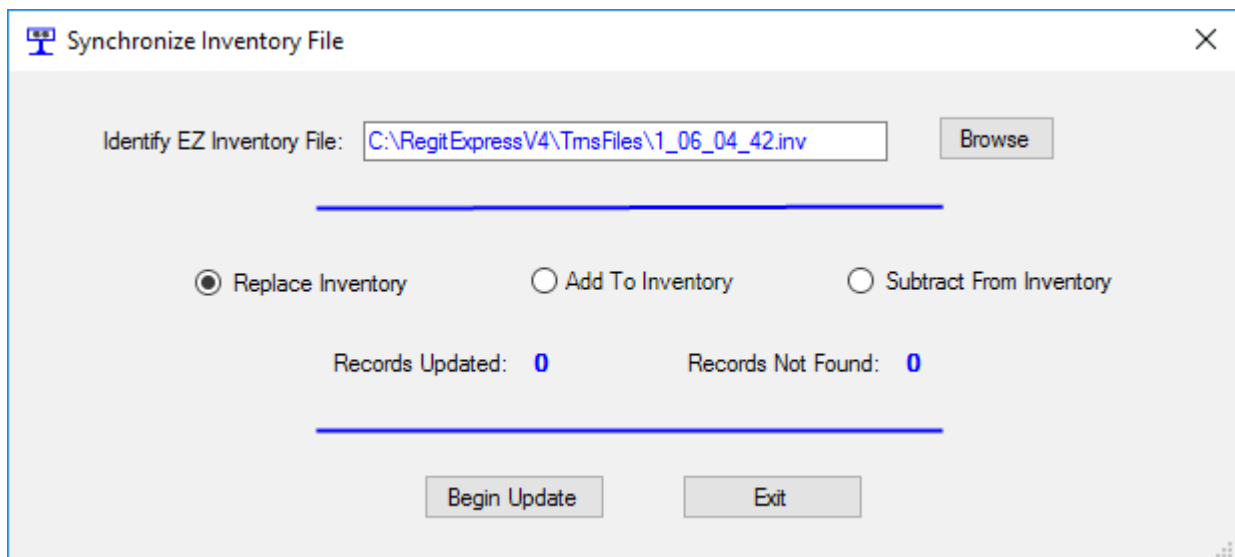 Synchronize Inventory File
Identify EZ Inventory File: C:\RegitExpressV4\TmsFiles\1_06_04_42.inv Browse
Replace Inventory Add To Inventory Subtract From Inventory
Records Updated: 0 Records Not Found: 0
Begin Update Exit